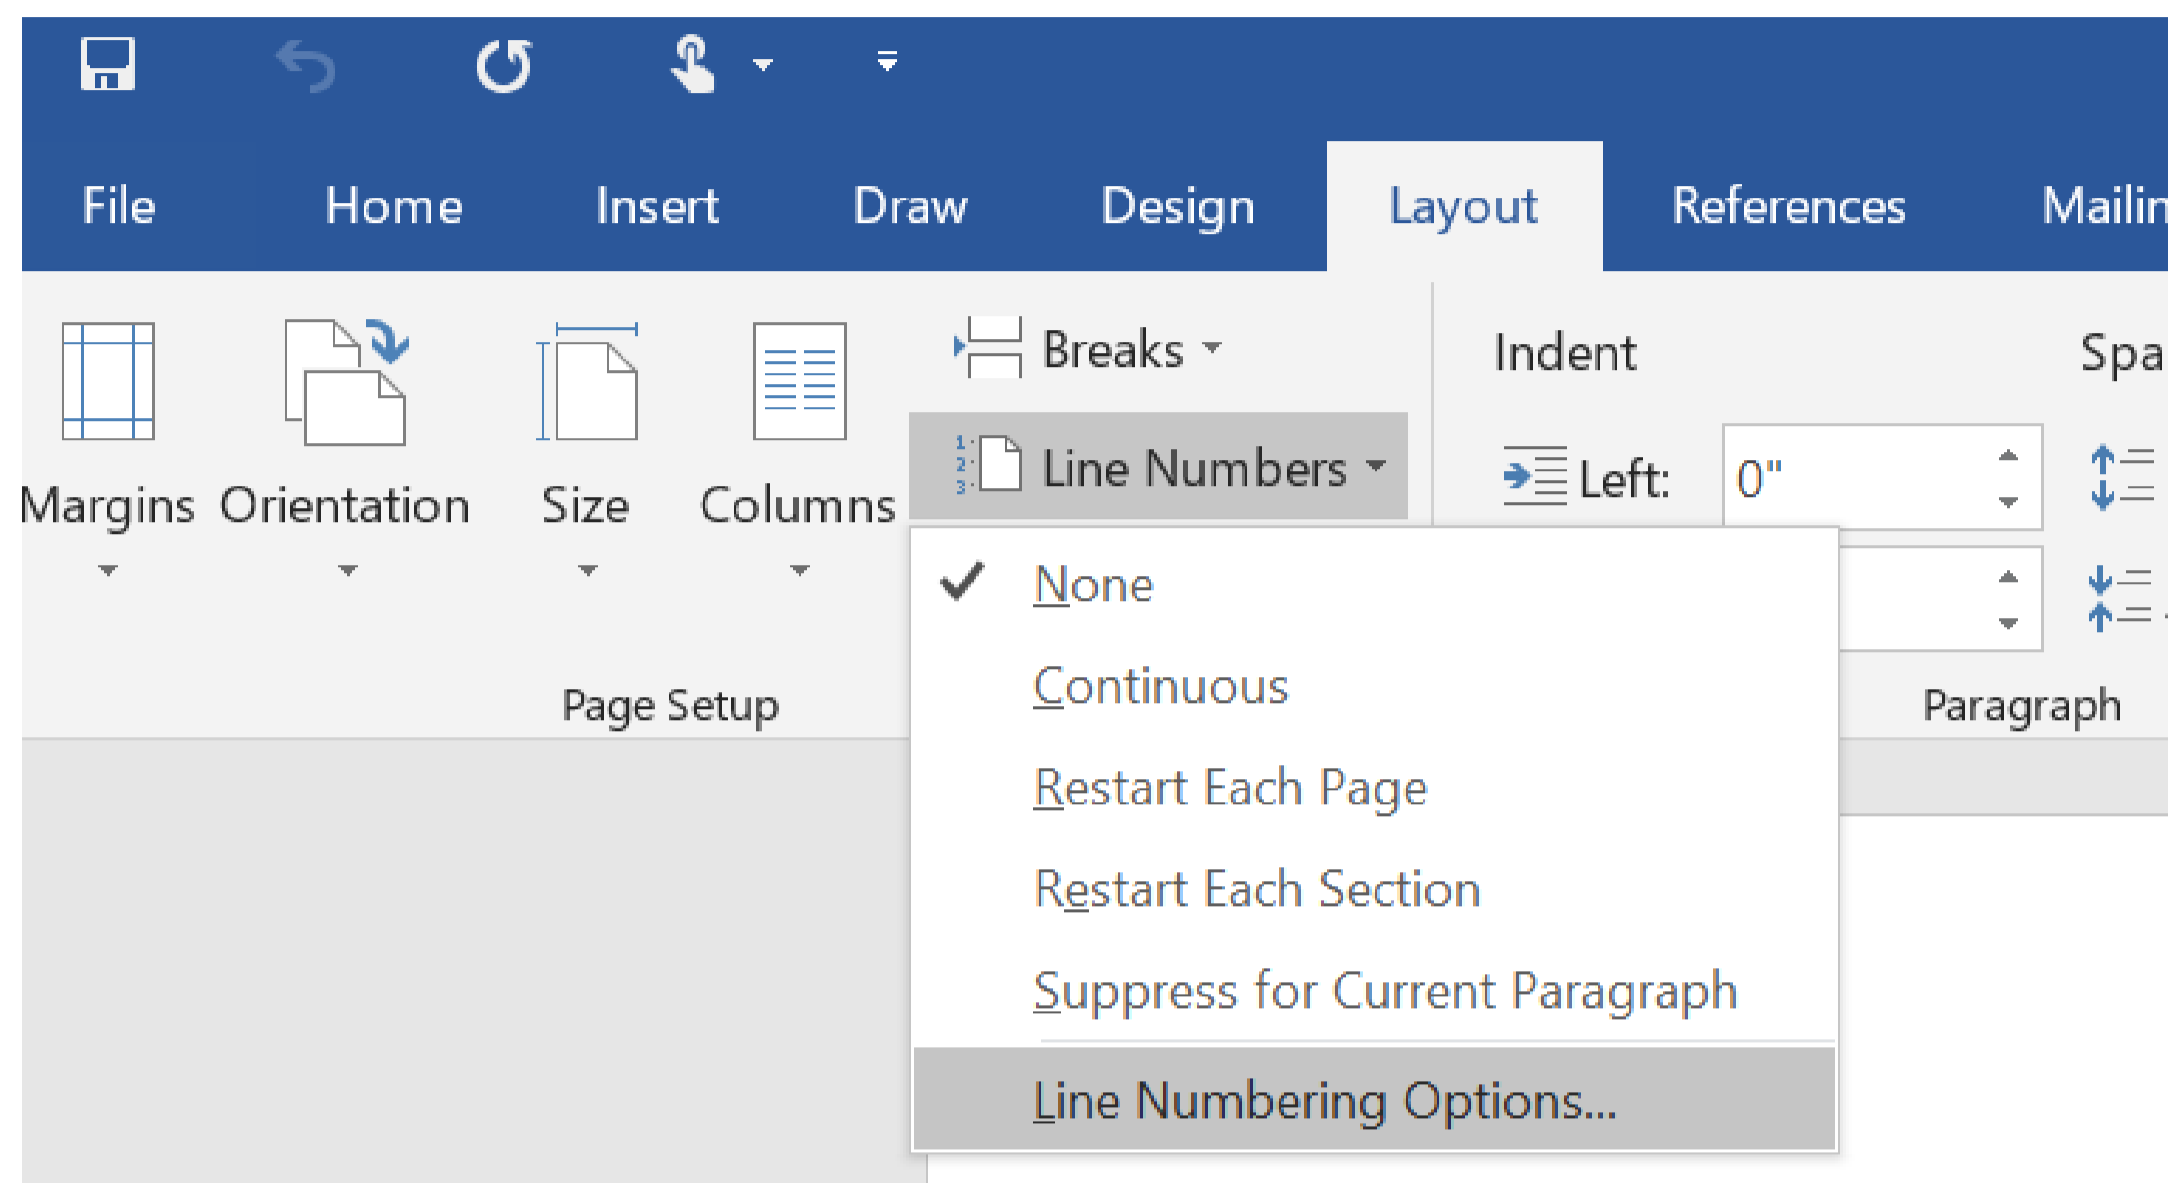 File Home Insert Draw Design Layout References Mailin
Breaks
Indent Spa
Line Numbers
Left: 0"
Margins Orientation Size Columns
None
Continuous
Page Setup Paragraph
Restart Each Page
Restart Each Section
Suppress for Current Paragraph
Line Numbering Options...